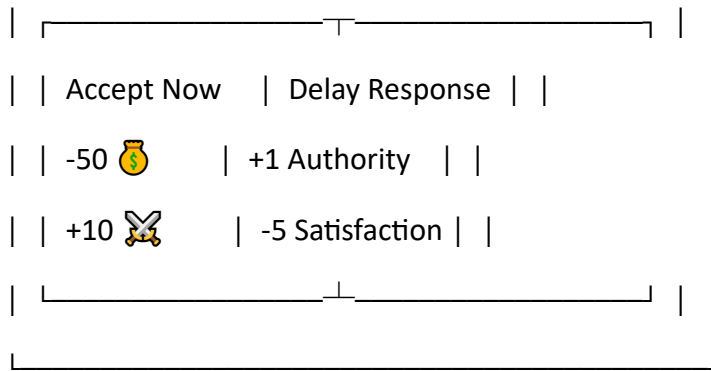 Accept Now | Delay Response
-50 💰 | +1 Authority
+10 ⚔️ | -5 Satisfaction